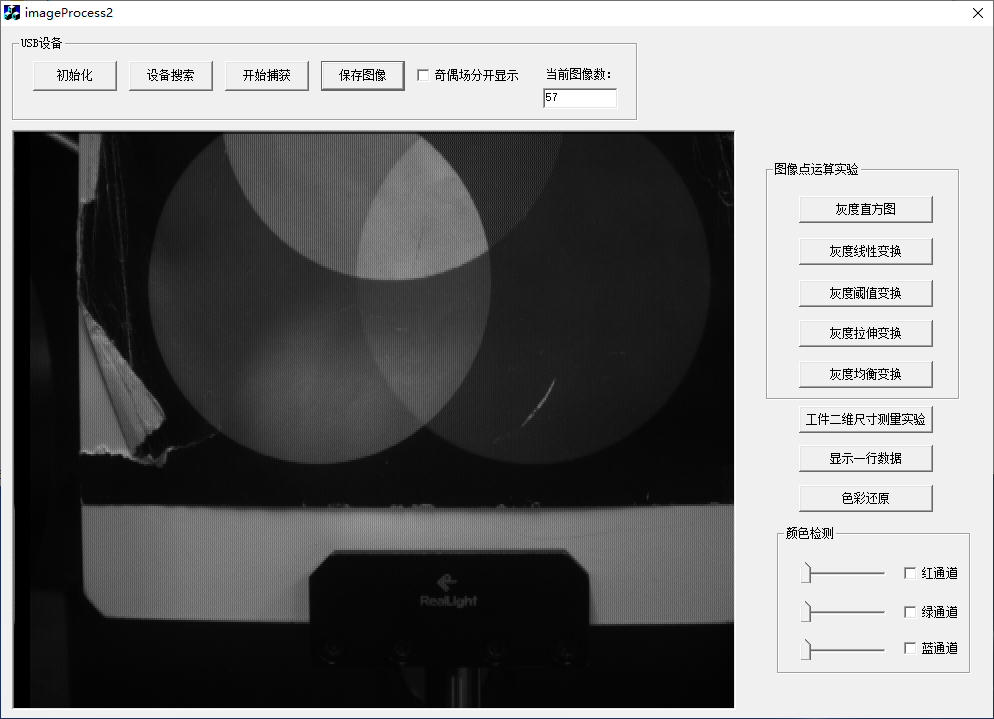 imageProcess2
USB设备
初始化
设备搜索
开始捕获
保存图像
奇偶场分开显示
当前图像数:
57
图像点运算实验
灰度直方图
灰度线性变换
灰度阈值变换
灰度拉伸变换
灰度均衡变换
工件二维尺寸测量实验
显示一行数据
色彩还原
颜色检测
红通道
绿通道
蓝通道
RealLight